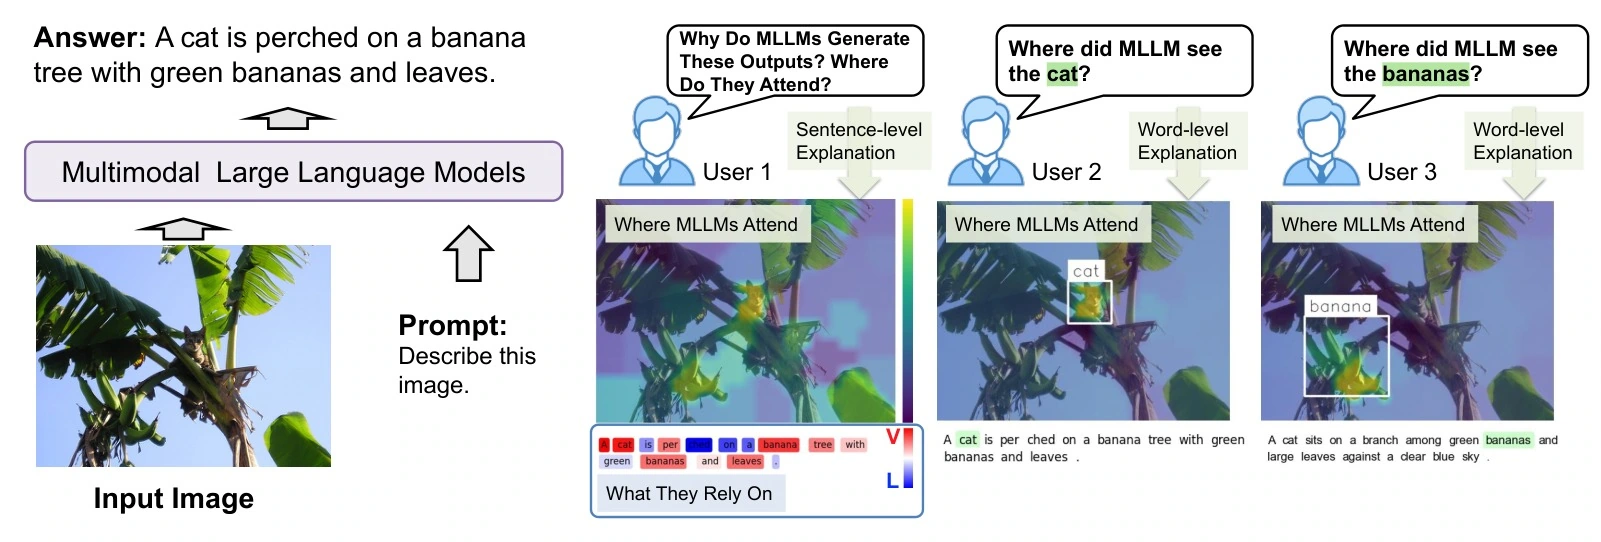 Answer: A cat is perched on a banana
tree with green bananas and leaves.
Multimodal Large Language Models
Prompt:
Describe this
image.
Input Image
Why Do MLLMs Generate
These Outputs? Where
Do They Attend?
User 1
Sentence-level
Explanation
Where MLLMs Attend
A cat is per ched on a banana tree with
green bananas and leaves .
V
L
What They Rely On
Where did MLLM see
the cat?
User 2
Word-level
Explanation
Where MLLMs Attend
cat
A cat is per ched on a banana tree with green
bananas and leaves .
Where did MLLM see
the bananas?
User 3
Word-level
Explanation
Where MLLMs Attend
banana
A cat sits on a branch among green bananas and
large leaves against a clear blue sky .